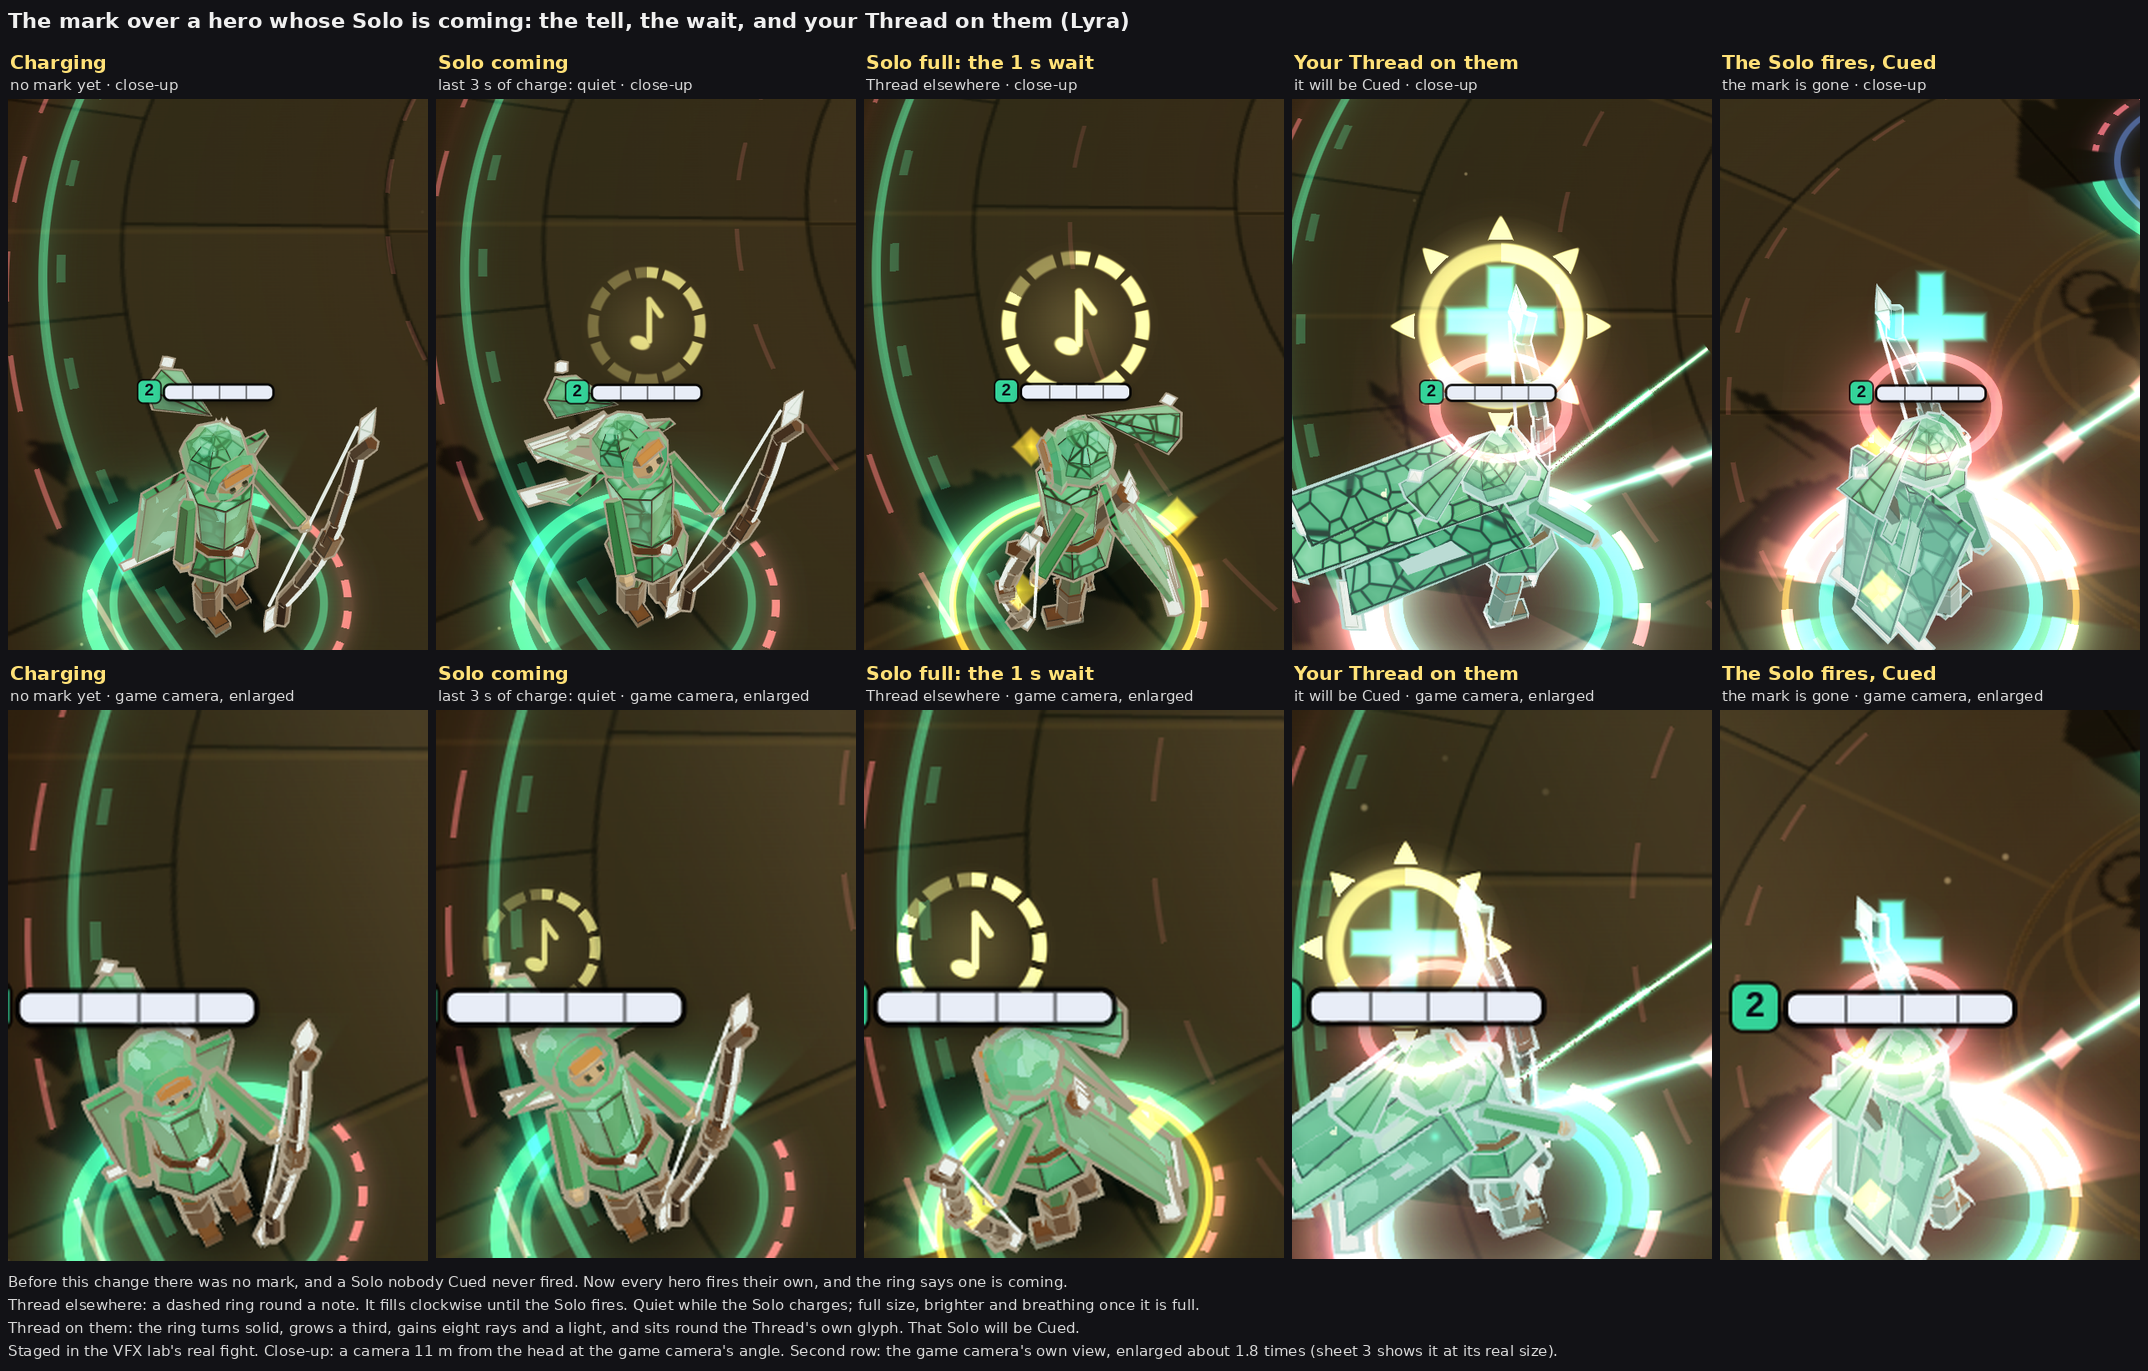 The mark over a hero whose Solo is coming: the tell, the wait, and your Thread on them (Lyra)
Charging
no mark yet · close-up
Solo coming
last 3 s of charge: quiet · close-up
Solo full: the 1 s wait
Thread elsewhere · close-up
Your Thread on them
it will be Cued · close-up
The Solo fires, Cued
the mark is gone · close-up
2
2
2
2
2
Charging
no mark yet · game camera, enlarged
Solo coming
last 3 s of charge: quiet · game camera, enlarged
Solo full: the 1 s wait
Thread elsewhere · game camera, enlarged
Your Thread on them
it will be Cued · game camera, enlarged
The Solo fires, Cued
the mark is gone · game camera, enlarged
2
Before this change there was no mark, and a Solo nobody Cued never fired. Now every hero fires their own, and the ring says one is coming.
Thread elsewhere: a dashed ring round a note. It fills clockwise until the Solo fires. Quiet while the Solo charges; full size, brighter and breathing once it is full.
Thread on them: the ring turns solid, grows a third, gains eight rays and a light, and sits round the Thread's own glyph. That Solo will be Cued.
Staged in the VFX lab's real fight. Close-up: a camera 11 m from the head at the game camera's angle. Second row: the game camera's own view, enlarged about 1.8 times (sheet 3 shows it at its real size).